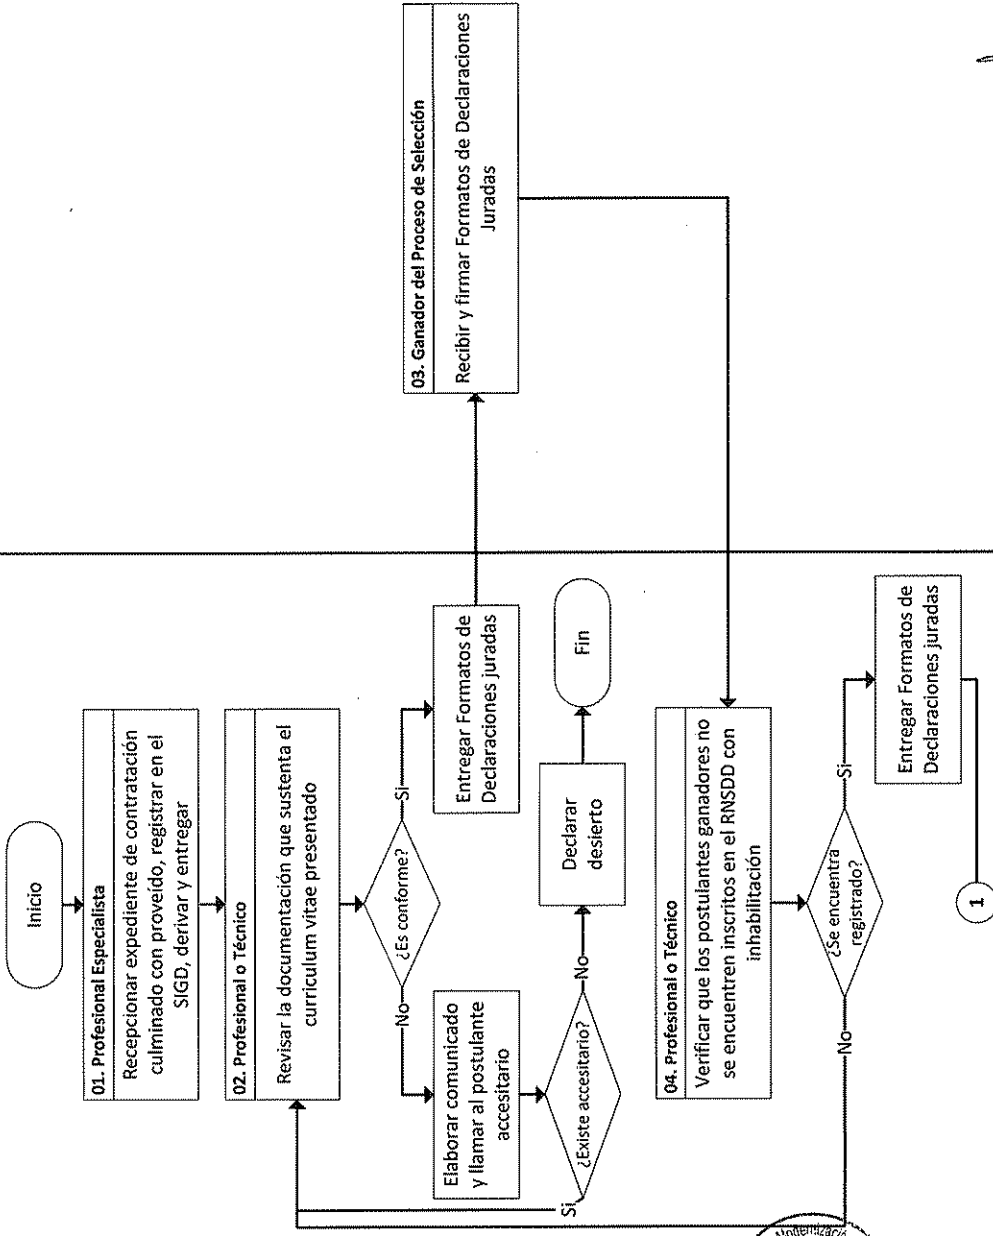 Inicio
01. Profesional Especialista
Recepcionar expediente de contratación
culminado con proveído, registrar en el
SIGD, derivar y entregar
02. Profesional o Técnico
Revisar la documentación que sustenta el
curriculum vitae presentado
¿Es conforme?
Si
No
Entregar Formatos de
Declaraciones juradas
03. Ganador del Proceso de Selección
Recibir y firmar Formatos de Declaraciones
Juradas
Elaborar comunicado
y llamar al postulante
accesitario
¿Existe accesitario?
Si
No
Declarar
desierto
Fin
04. Profesional o Técnico
Verificar que los postulantes ganadores no
se encuentren inscritos en el RNSDD con
inhabilitación
¿Se encuentra
registrado?
No
Si
Entregar Formatos de
Declaraciones juradas
1